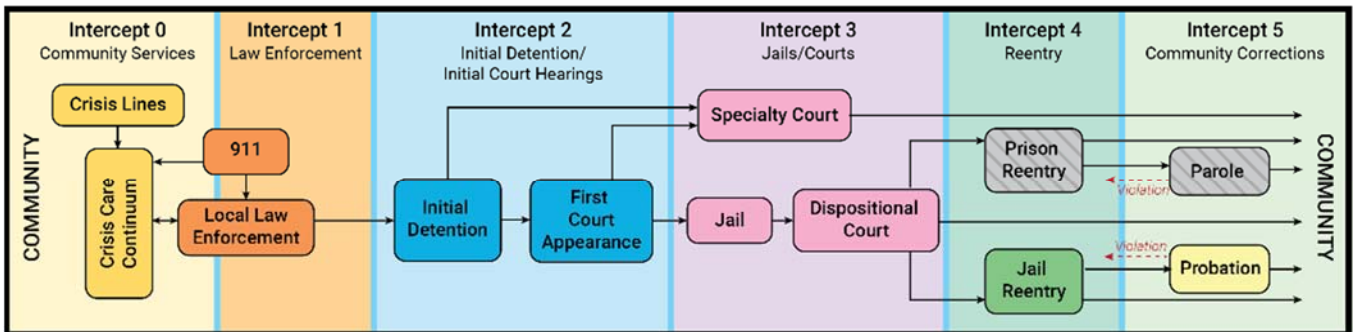 Intercept 0
Community Services
Intercept 1
Law Enforcement
Intercept 2
Initial Detention/
Initial Court Hearings
Intercept 3
Jails/Courts
Intercept 4
Reentry
Intercept 5
Community Corrections
COMMUNITY
Crisis Lines
Crisis Care
Continuum
911
Local Law
Enforcement
Initial
Detention
First
Court
Appearance
Specialty Court
Jail
Dispositional
Court
Prison
Reentry
Violation
Parole
Jail
Reentry
Violation
Probation
COMMUNITY